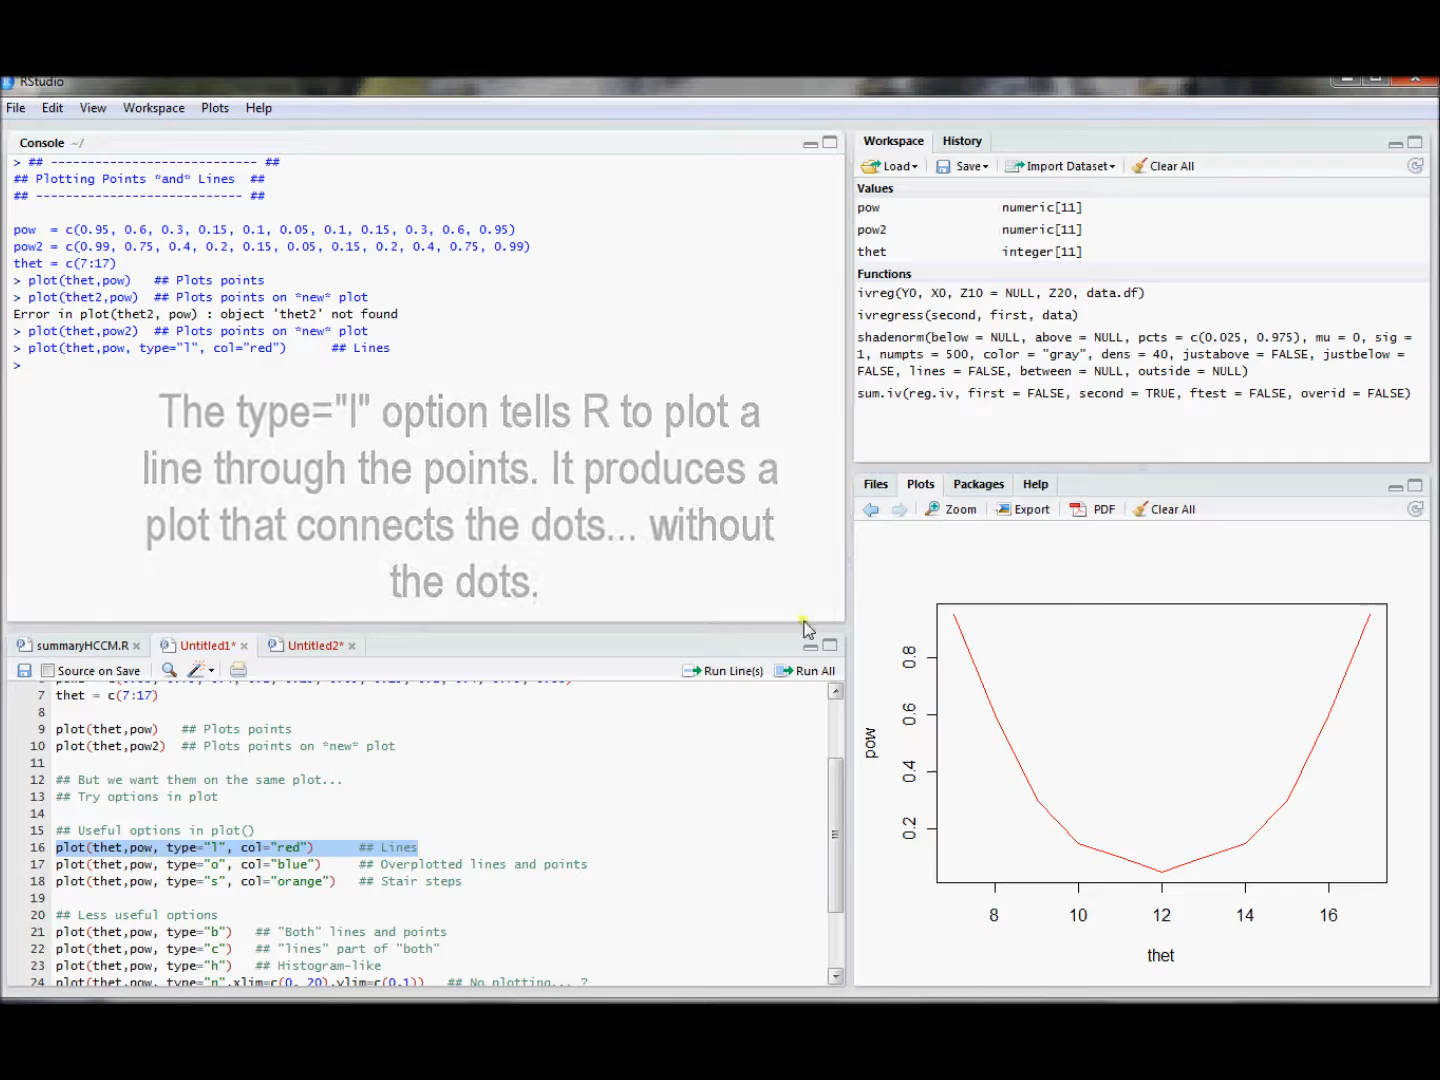 RStudio
File Edit View Workspace Plots Help
Console ~/
> ## ---------------------------- ##
## Plotting Points *and* Lines ##
## ---------------------------- ##
pow = c(0.95, 0.6, 0.3, 0.15, 0.1, 0.05, 0.1, 0.15, 0.3, 0.6, 0.95)
pow2 = c(0.99, 0.75, 0.4, 0.2, 0.15, 0.05, 0.15, 0.2, 0.4, 0.75, 0.99)
thet = c(7:17)
> plot(thet,pow) ## Plots points
> plot(thet2,pow) ## Plots points on *new* plot
Error in plot(thet2, pow) : object 'thet2' not found
> plot(thet,pow2) ## Plots points on *new* plot
> plot(thet,pow, type="l", col="red") ## Lines
>
The type="l" option tells R to plot a
line through the points. It produces a
plot that connects the dots... without
the dots.
summaryHCCM.R Untitled1* Untitled2*
Source on Save Run Line(s) Run All
7 thet = c(7:17)
8
9 plot(thet,pow) ## Plots points
10 plot(thet,pow2) ## Plots points on *new* plot
11
12 ## But we want them on the same plot...
13 ## Try options in plot
14
15 ## Useful options in plot()
16 plot(thet,pow, type="l", col="red") ## Lines
17 plot(thet,pow, type="o", col="blue") ## Overplotted lines and points
18 plot(thet,pow, type="s", col="orange") ## Stair steps
19
20 ## Less useful options
21 plot(thet,pow, type="b") ## "Both" lines and points
22 plot(thet,pow, type="c") ## "lines" part of "both"
23 plot(thet,pow, type="h") ## Histogram-like
24 plot(thet,pow, type="n",xlim=c(0, 20),ylim=c(0,1)) ## No plotting... ?
Workspace History
Load Save Import Dataset Clear All
Values
pow numeric[11]
pow2 numeric[11]
thet integer[11]
Functions
ivreg(Y0, X0, Z10 = NULL, Z20, data.df)
ivregress(second, first, data)
shadenorm(below = NULL, above = NULL, pcts = c(0.025, 0.975), mu = 0, sig =
1, numpts = 500, color = "gray", dens = 40, justabove = FALSE, justbelow =
FALSE, lines = FALSE, between = NULL, outside = NULL)
sum.iv(reg.iv, first = FALSE, second = TRUE, ftest = FALSE, overid = FALSE)
Files Plots Packages Help
Zoom Export PDF Clear All
0.8
0.6
0.4
0.2
pow
8 10 12 14 16
thet